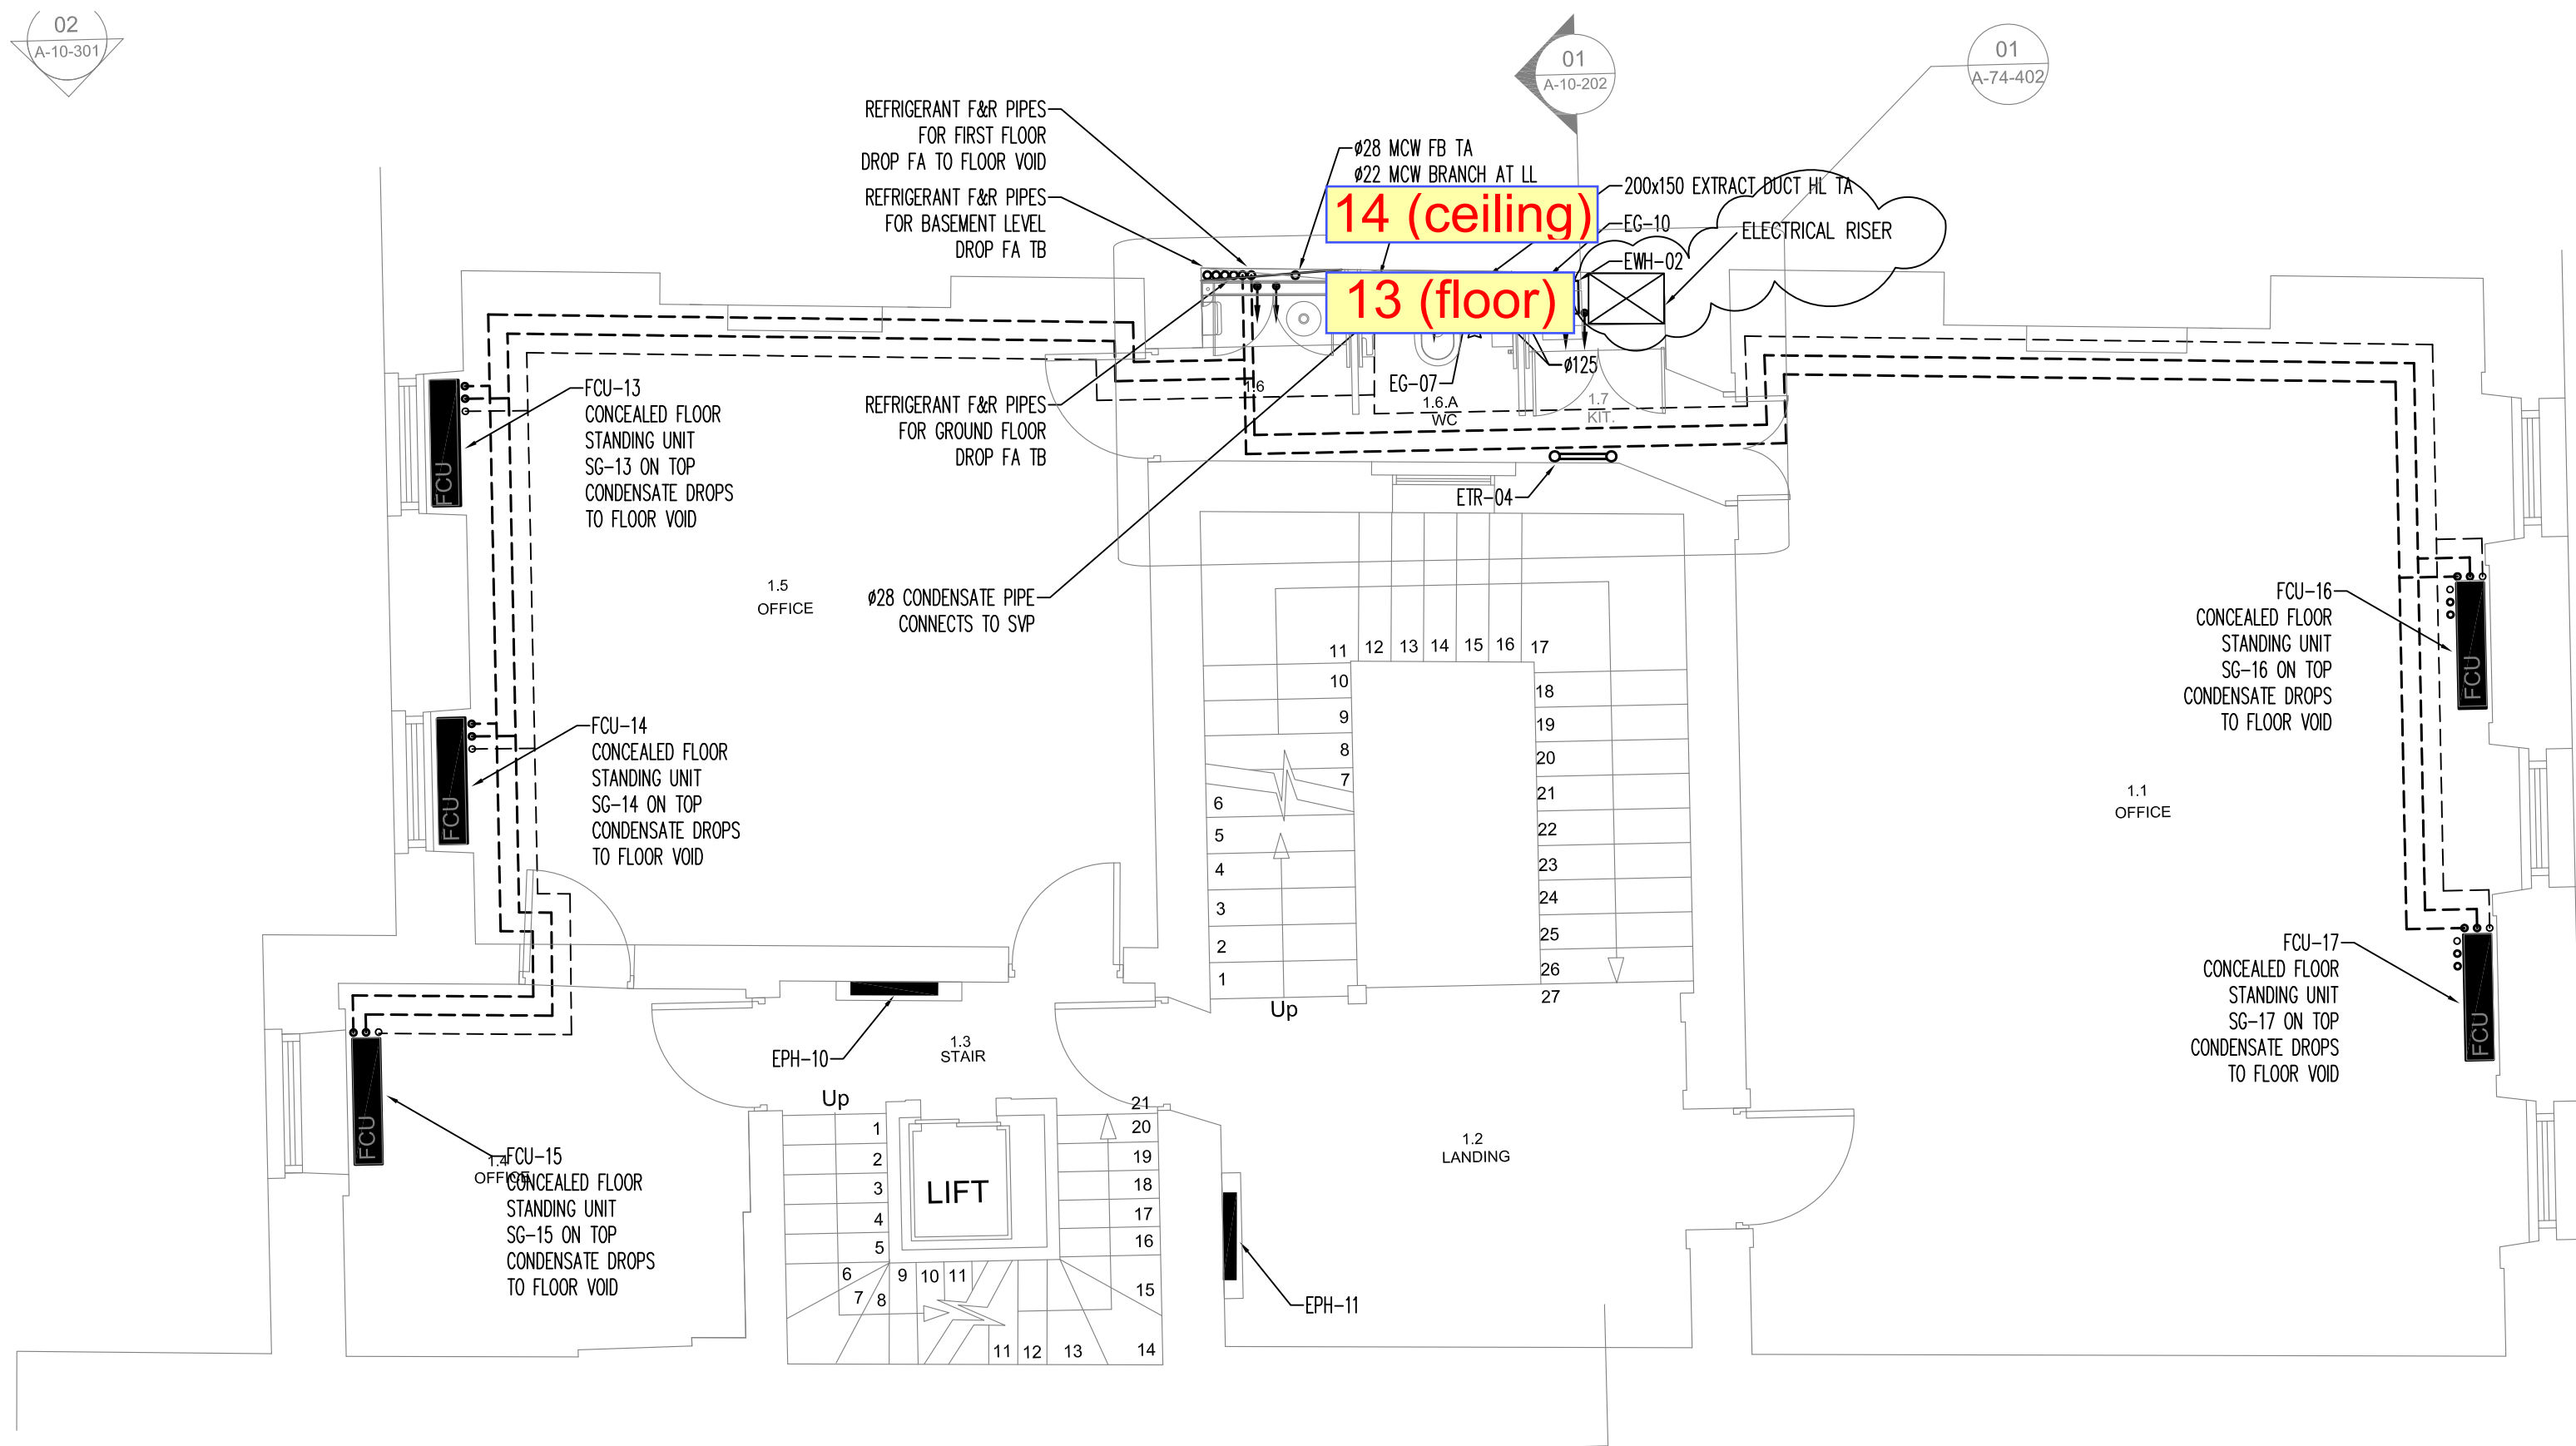 02
A-10-301
01
A-10-202
01
A-74-402
REFRIGERANT F&R PIPES
FOR FIRST FLOOR
DROP FA TO FLOOR VOID
REFRIGERANT F&R PIPES
FOR BASEMENT LEVEL
DROP FA TB
ø28 MCW FB TA
ø22 MCW BRANCH AT LL
14 (ceiling)
13 (floor)
200x150 EXTRACT DUCT HL TA
EG-10
ELECTRICAL RISER
EWH-02
ø125
EG-07
1.6
1.6.A
WC
1.7
KIT.
REFRIGERANT F&R PIPES
FOR GROUND FLOOR
DROP FA TB
ETR-04
FCU
FCU-13
CONCEALED FLOOR
STANDING UNIT
SG-13 ON TOP
CONDENSATE DROPS
TO FLOOR VOID
1.5
OFFICE
ø28 CONDENSATE PIPE
CONNECTS TO SVP
FCU
FCU-14
CONCEALED FLOOR
STANDING UNIT
SG-14 ON TOP
CONDENSATE DROPS
TO FLOOR VOID
11 12 13 14 15 16 17
10
9
8
7
6
5
4
3
2
1
Up
18
19
20
21
22
23
24
25
26
27
FCU-16
CONCEALED FLOOR
STANDING UNIT
SG-16 ON TOP
CONDENSATE DROPS
TO FLOOR VOID
FCU
1.1
OFFICE
FCU-17
CONCEALED FLOOR
STANDING UNIT
SG-17 ON TOP
CONDENSATE DROPS
TO FLOOR VOID
FCU
EPH-10
1.3
STAIR
FCU
1.4
OFFICE
FCU-15
CONCEALED FLOOR
STANDING UNIT
SG-15 ON TOP
CONDENSATE DROPS
TO FLOOR VOID
Up
1
2
3
4
5
6
7
8
9 10 11
LIFT
21
20
19
18
17
16
15
14
11 12 13
1.2
LANDING
EPH-11